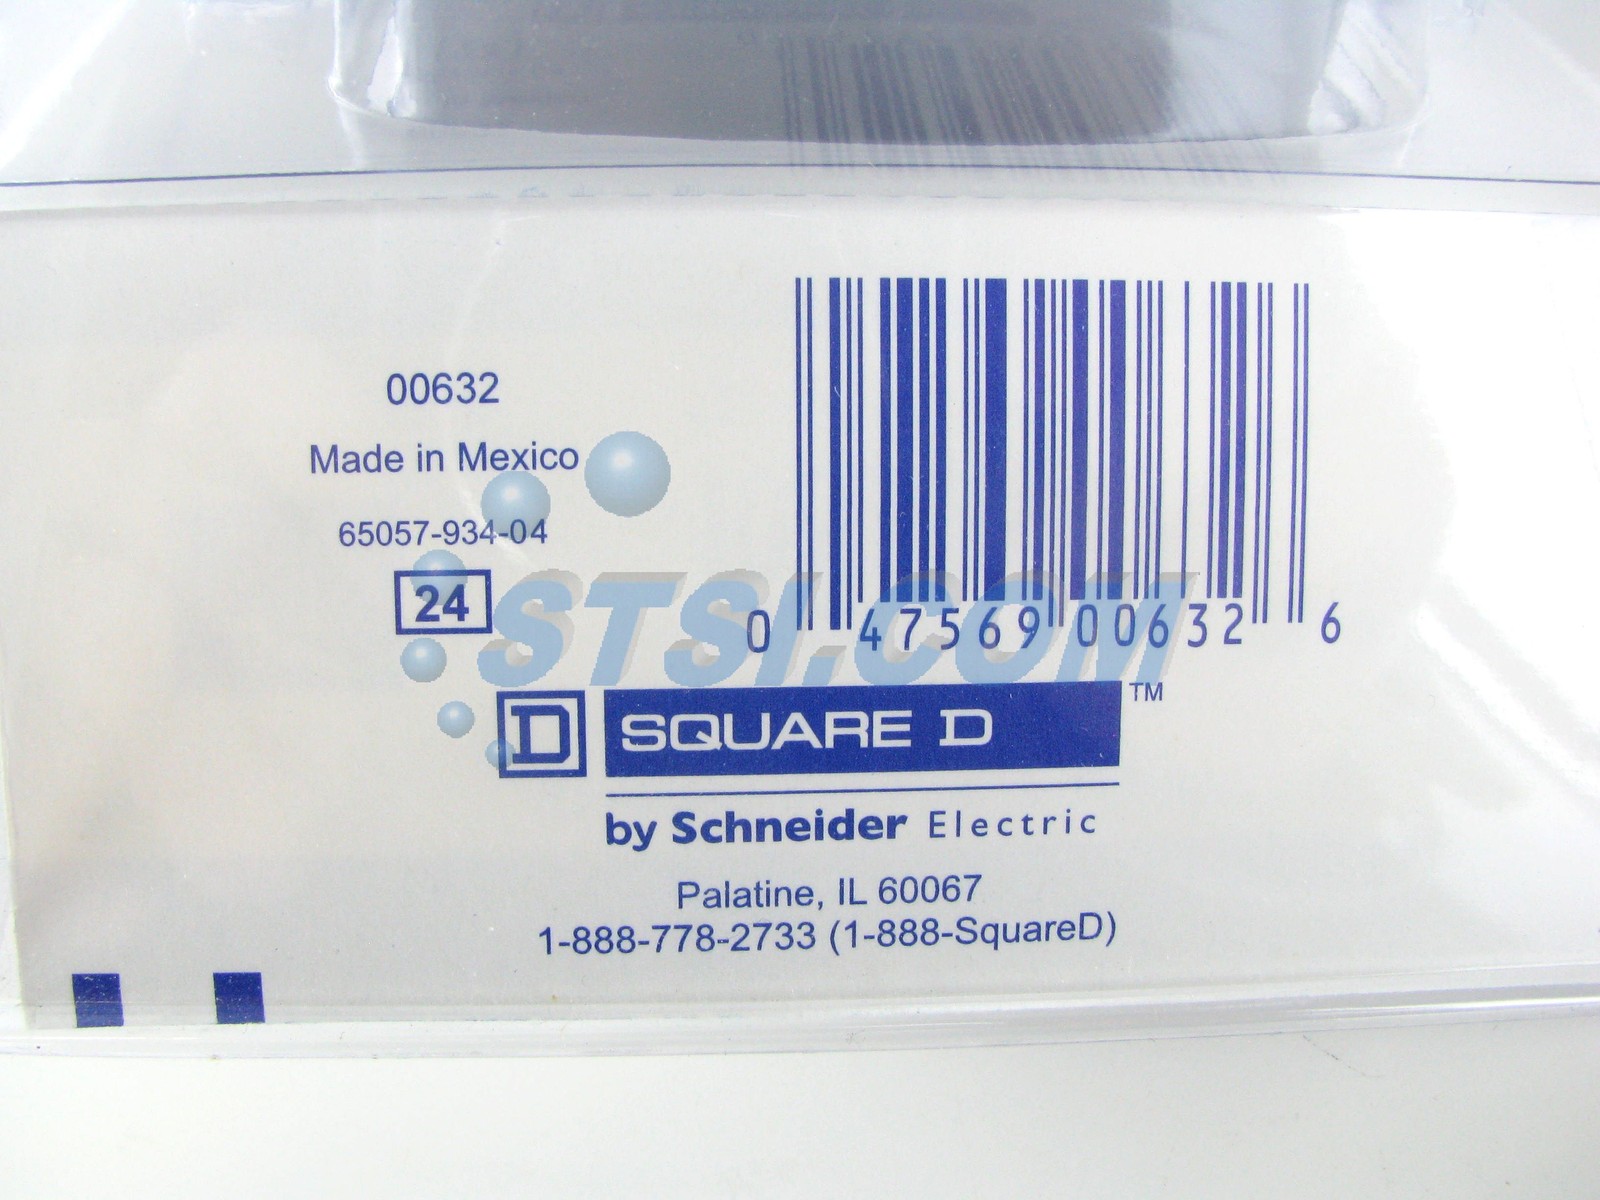 00632
Made in Mexico
65057-934-04
24
0 47569 00632 6
STSI.COM
D SQUARE D ™
by Schneider Electric
Palatine, IL 60067
1-888-778-2733 (1-888-SquareD)